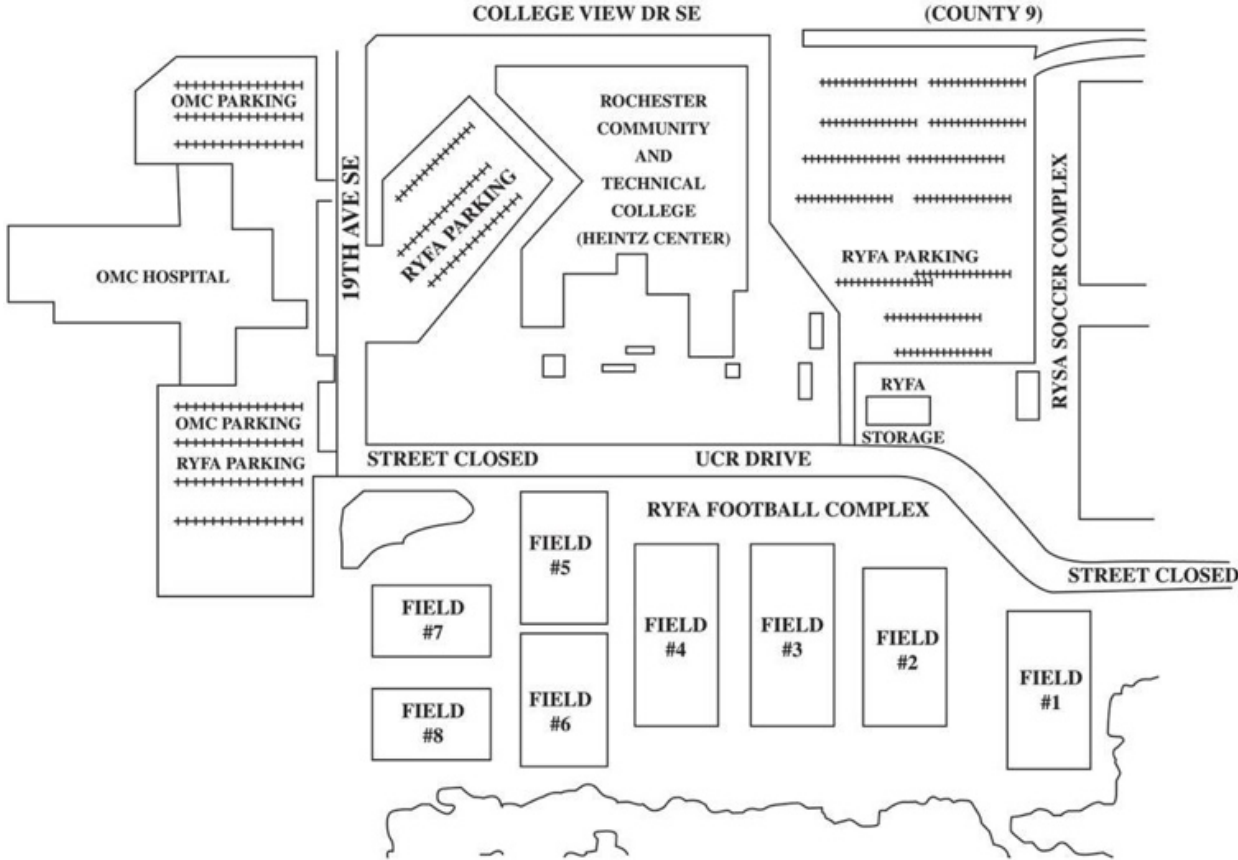 COLLEGE VIEW DR SE
(COUNTY 9)
OMC PARKING
19TH AVE SE
RYFA PARKING
ROCHESTER
COMMUNITY
AND
TECHNICAL
COLLEGE
(HEINTZ CENTER)
RYFA PARKING
RYSA SOCCER COMPLEX
OMC HOSPITAL
OMC PARKING
RYFA PARKING
RYFA
STORAGE
STREET CLOSED
UCR DRIVE
RYFA FOOTBALL COMPLEX
STREET CLOSED
FIELD
#5
FIELD
#7
FIELD
#4
FIELD
#3
FIELD
#2
FIELD
#1
FIELD
#8
FIELD
#6